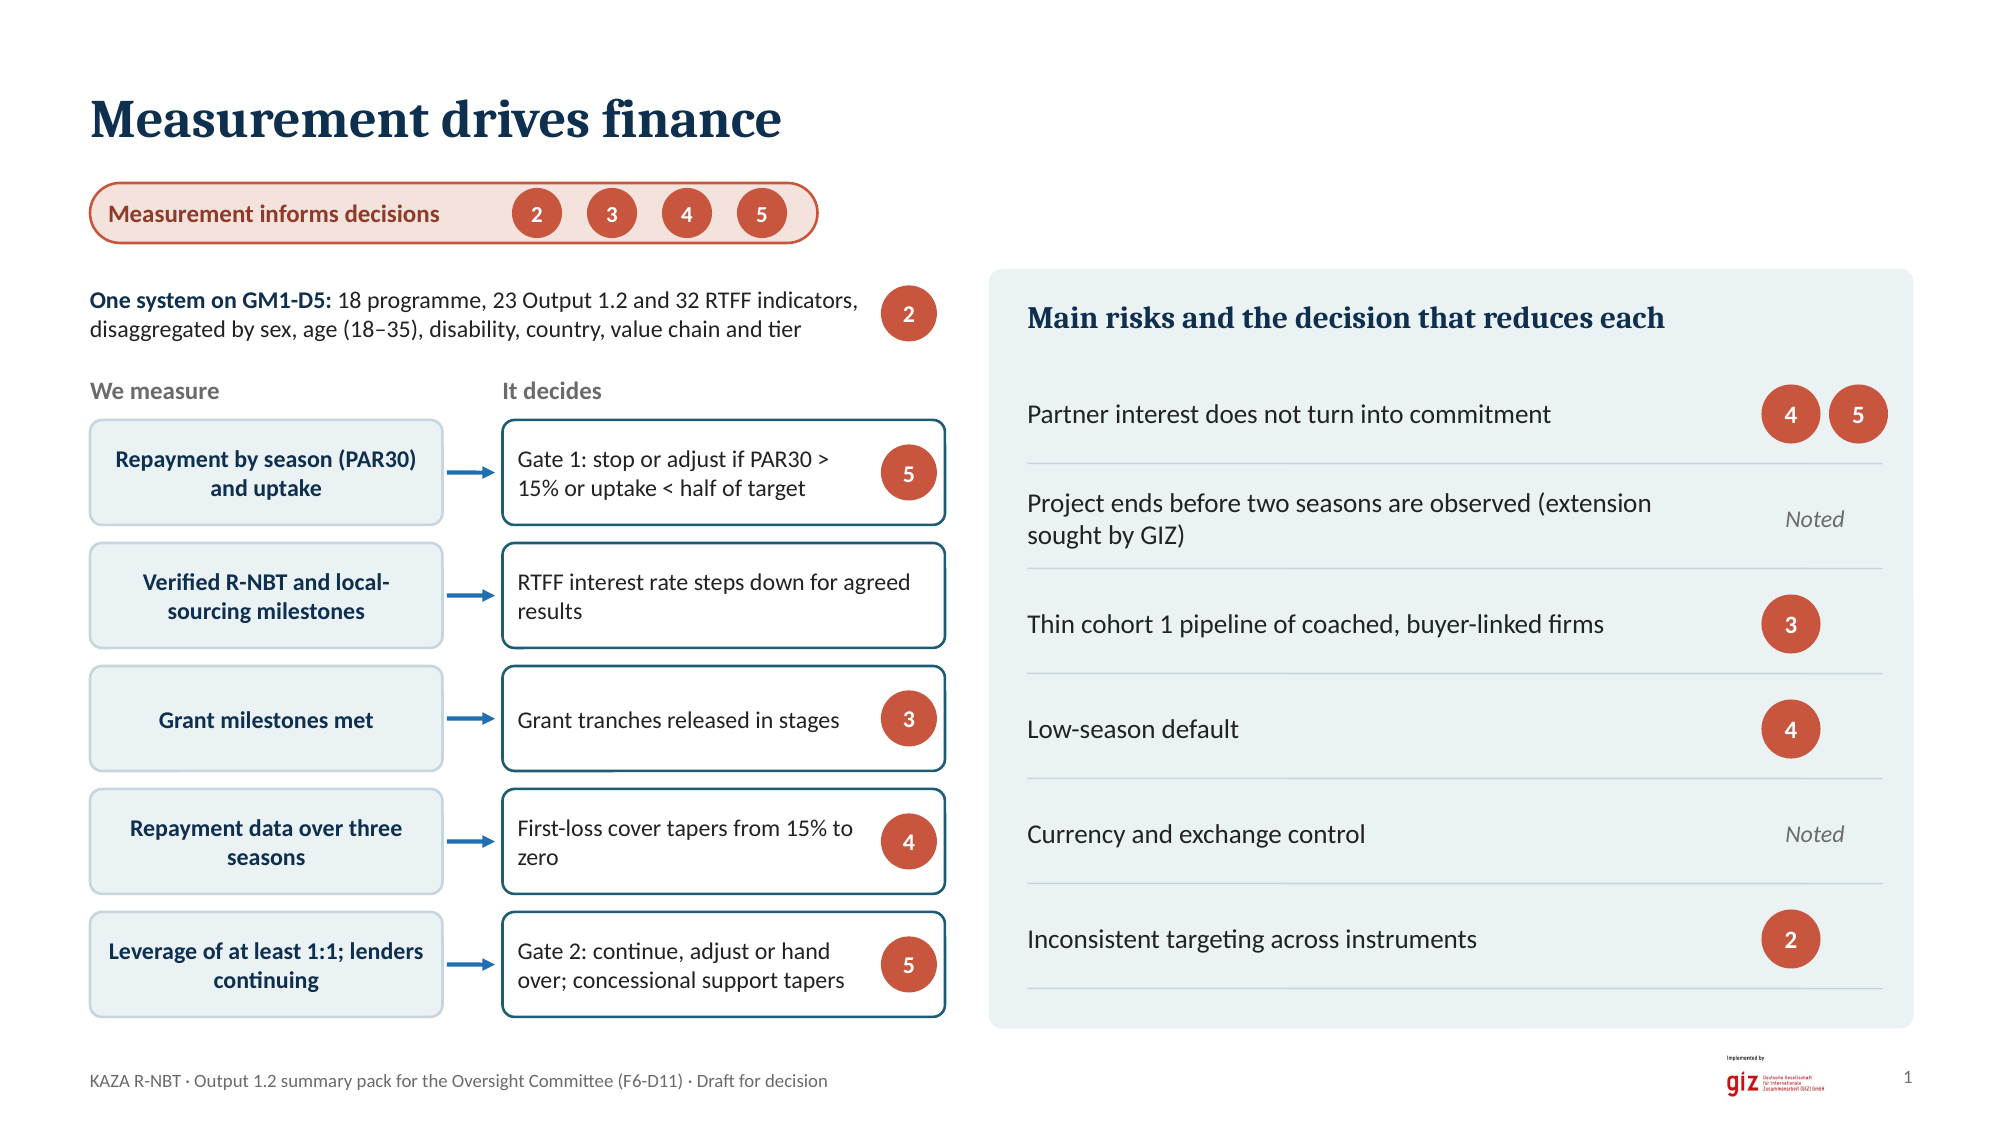 Measurement drives finance
Measurement informs decisions 2 3 4 5
One system on GM1-D5: 18 programme, 23 Output 1.2 and 32 RTFF indicators,
disaggregated by sex, age (18–35), disability, country, value chain and tier
2
We measure
It decides
Repayment by season (PAR30)
and uptake
Gate 1: stop or adjust if PAR30 >
15% or uptake < half of target
5
Verified R-NBT and local-
sourcing milestones
RTFF interest rate steps down for agreed
results
Grant milestones met
Grant tranches released in stages
3
Repayment data over three
seasons
First-loss cover tapers from 15% to
zero
4
Leverage of at least 1:1; lenders
continuing
Gate 2: continue, adjust or hand
over; concessional support tapers
5
Main risks and the decision that reduces each
Partner interest does not turn into commitment
4 5
Project ends before two seasons are observed (extension
sought by GIZ)
Noted
Thin cohort 1 pipeline of coached, buyer-linked firms
3
Low-season default
4
Currency and exchange control
Noted
Inconsistent targeting across instruments
2
KAZA R-NBT · Output 1.2 summary pack for the Oversight Committee (F6-D11) · Draft for decision
Implemented by
giz
Deutsche Gesellschaft
für Internationale
Zusammenarbeit (GIZ) GmbH
1